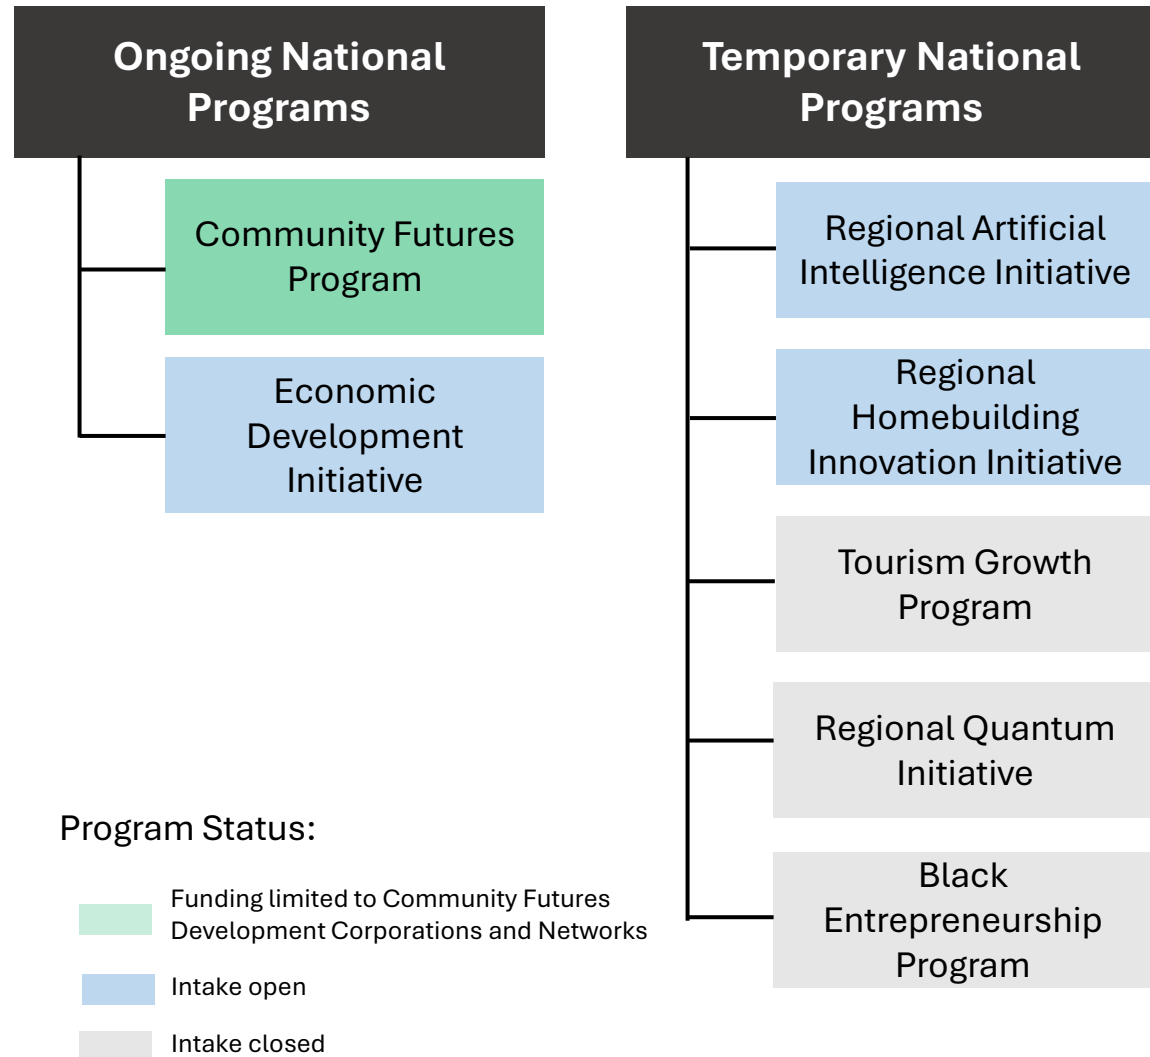 Ongoing National
Programs
Community Futures
Program
Economic
Development
Initiative
Temporary National
Programs
Regional Artificial
Intelligence Initiative
Regional
Homebuilding
Innovation Initiative
Tourism Growth
Program
Regional Quantum
Initiative
Black
Entrepreneurship
Program
Program Status:
Funding limited to Community Futures
Development Corporations and Networks
Intake open
Intake closed